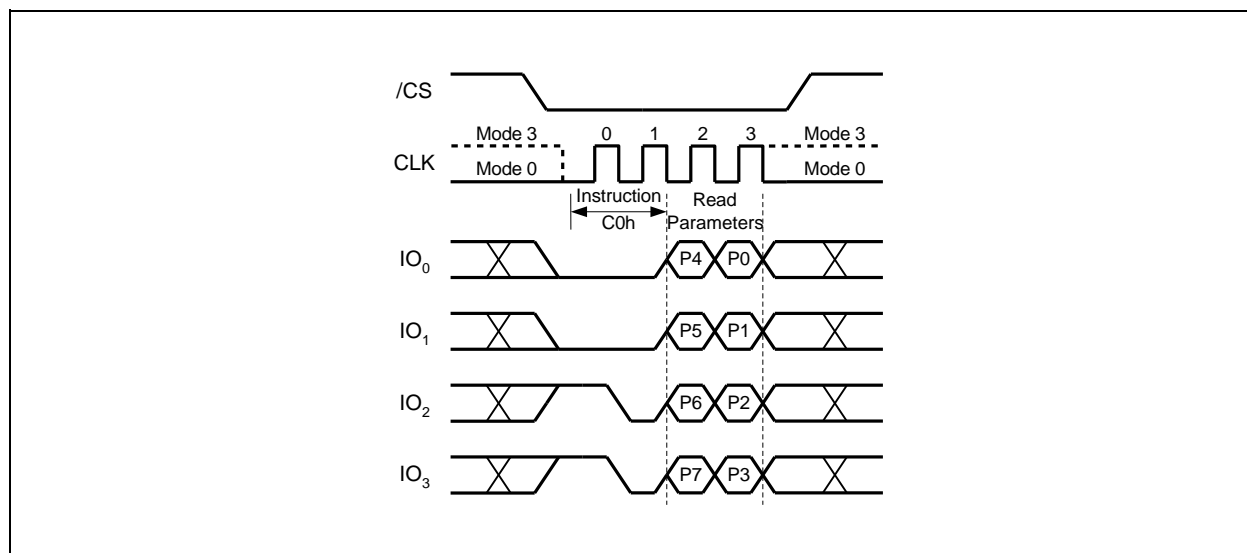 /CS
Mode 3 0 1 2 3 Mode 3
CLK
Mode 0 Mode 0
Instruction Read
C0h Parameters
IO0 P4 P0
IO1 P5 P1
IO2 P6 P2
IO3 P7 P3